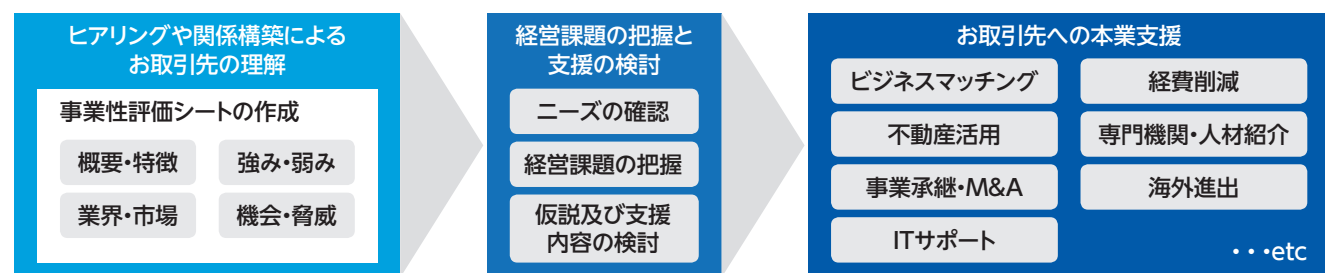 ヒアリングや関係構築による
お取引先の理解
事業性評価シートの作成
概要・特徴
強み・弱み
業界・市場
機会・脅威
経営課題の把握と
支援の検討
ニーズの確認
経営課題の把握
仮説及び支援
内容の検討
お取引先への本業支援
ビジネスマッチング
経費削減
不動産活用
専門機関・人材紹介
事業承継・M&A
海外進出
ITサポート
・・・etc